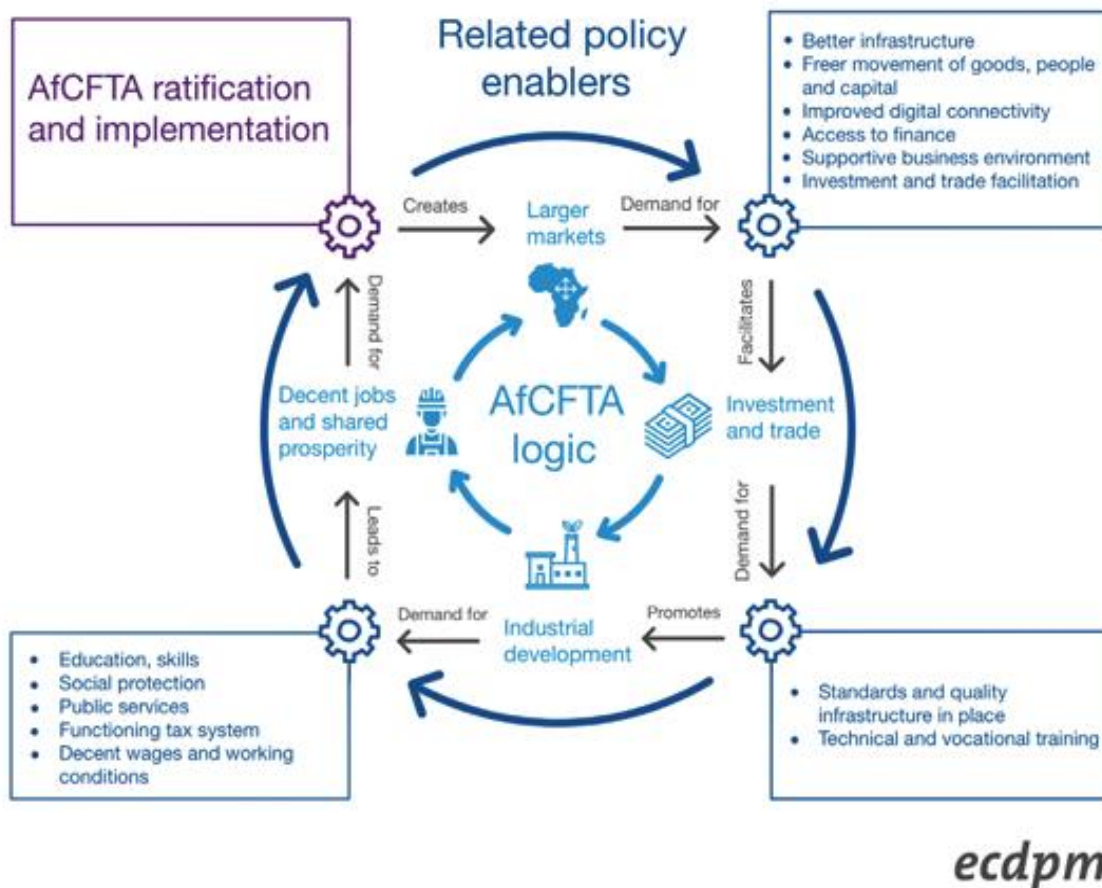 Related policy
enablers
AfCFTA ratification
and implementation
• Better infrastructure
• Freer movement of goods, people
and capital
• Improved digital connectivity
• Access to finance
• Supportive business environment
• Investment and trade facilitation
Creates
Larger
markets
Demand for
Demand for
Facilitates
Decent jobs
and shared
prosperity
AfCFTA
logic
Investment
and trade
Leads to
Demand for
Demand for
Industrial
development
Promotes
• Education, skills
• Social protection
• Public services
• Functioning tax system
• Decent wages and working
conditions
• Standards and quality
infrastructure in place
• Technical and vocational training
ecdpm